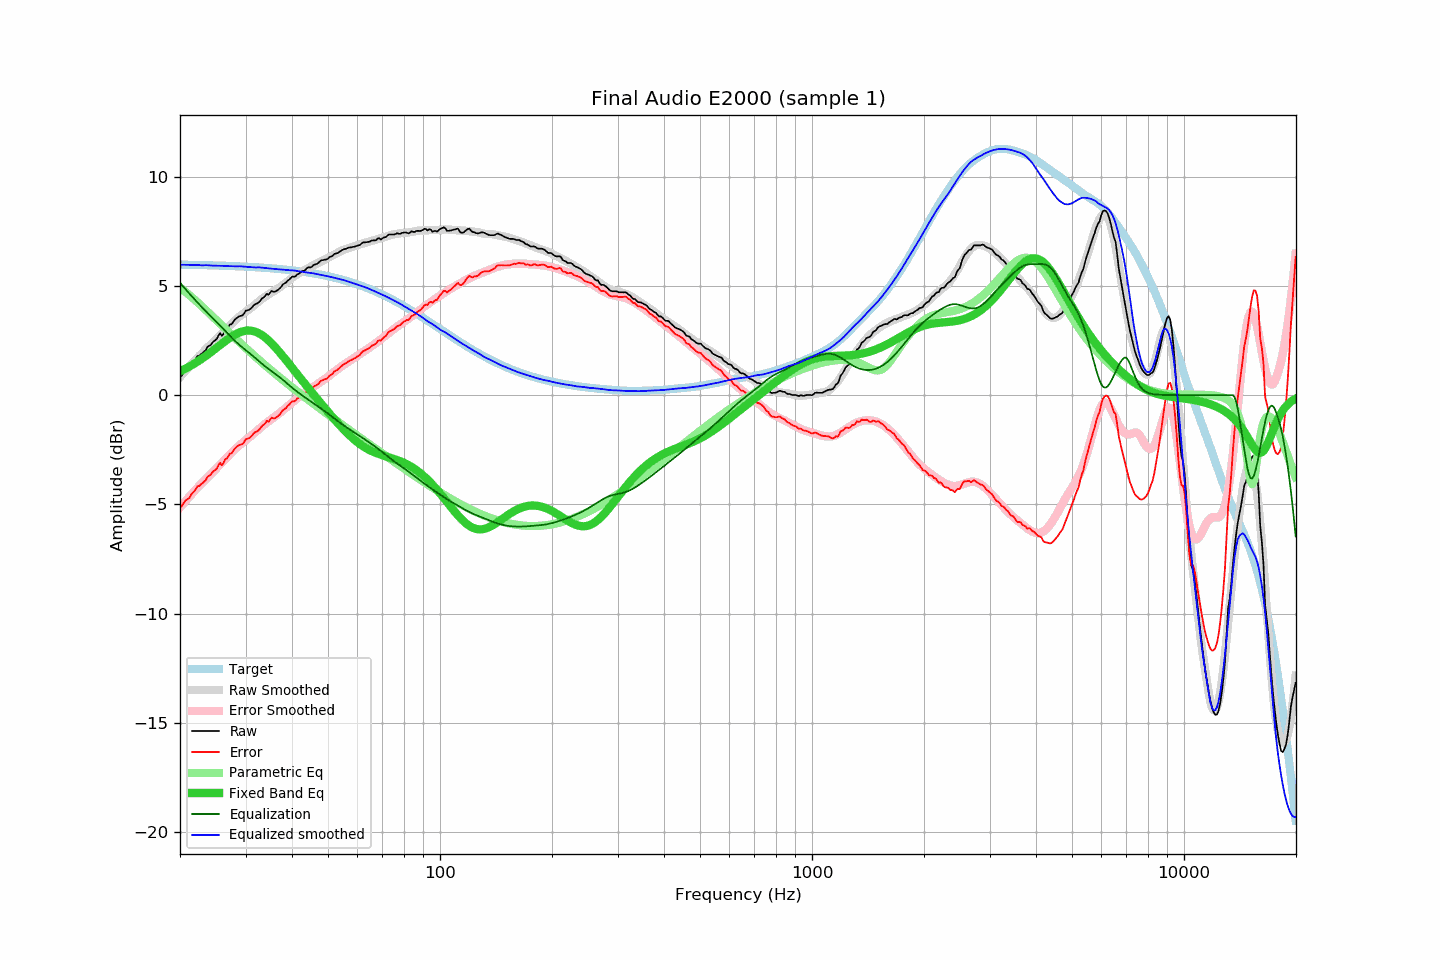 Final Audio E2000 (sample 1)
Amplitude (dBr)
10
5
0
−5
−10
−15
−20
Target
Raw Smoothed
Error Smoothed
Raw
Error
Parametric Eq
Fixed Band Eq
Equalization
Equalized smoothed
100
1000
10000
Frequency (Hz)